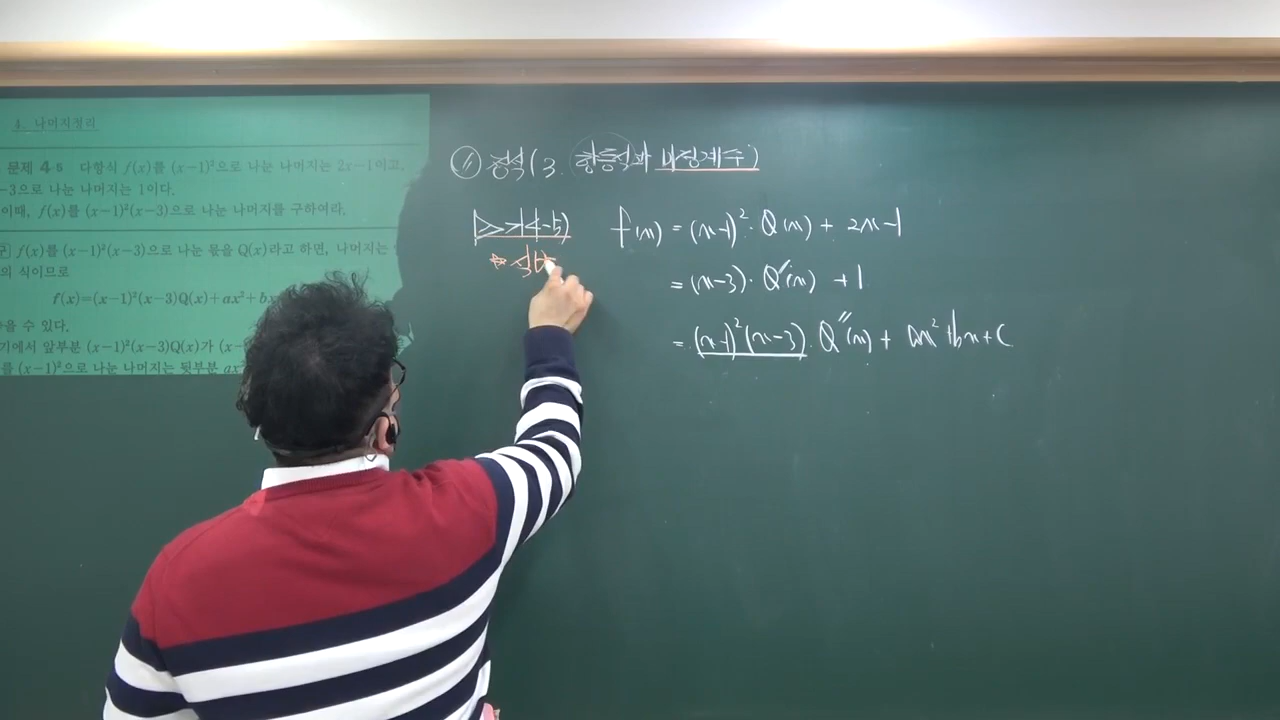 8. 나머지정리
문제 4·5 다항식 f(x)를 (x−1)²으로 나눈 나머지는 2x−1이고,
−3으로 나눈 나머지는 1이다.
이때, f(x)를 (x−1)²(x−3)으로 나눈 나머지를 구하여라.
f(x)를 (x−1)²(x−3)으로 나눈 몫을 Q(x)라고 하면, 나머지는
의 식이므로
f(x)=(x−1)²(x−3)Q(x)+ax²+bx
수 있다.
기에서 앞부분 (x−1)²(x−3)Q(x)가 (x−
를 (x−1)²으로 나눈 나머지는 뒷부분 ax²
정석(3. 항등식과 미정계수)
4-5) f(x) = (x-1)²·Q(x) + 2x-1
= (x-3)·Q'(x) + 1
= (x-1)²(x-3)·Q''(x) + ax²+bx+c